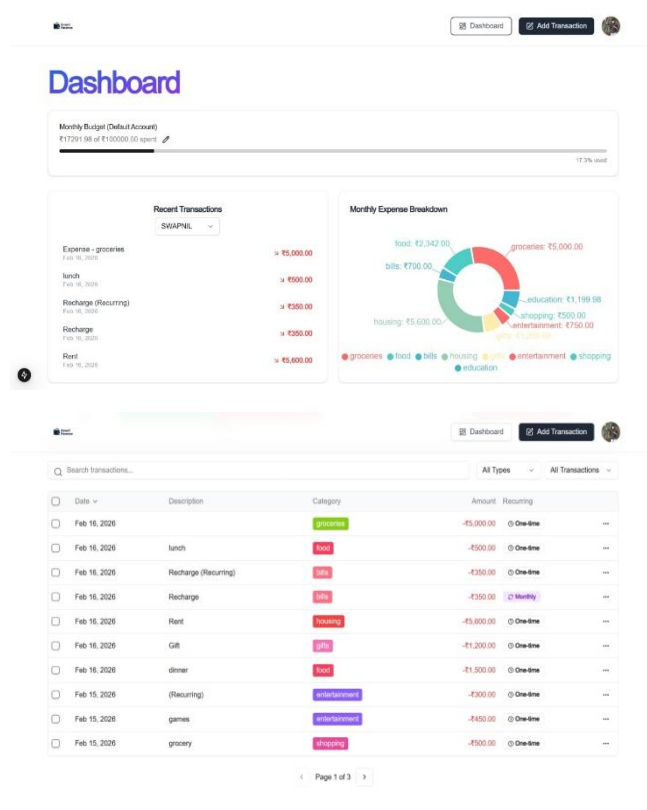 Dashboard
Add Transaction
Dashboard
Monthly Budget (Default Account)
₹17291.98 of ₹100000.00 spent
17.3% used
Recent Transactions
SWAPNIL
Expense - groceries
Feb 16, 2026
₹5,000.00
lunch
Feb 16, 2026
₹500.00
Recharge (Recurring)
Feb 16, 2026
₹350.00
Recharge
Feb 16, 2026
₹350.00
Rent
Feb 16, 2026
₹5,600.00
Monthly Expense Breakdown
food: ₹2,342.00
groceries: ₹5,000.00
bills: ₹700.00
education: ₹1,199.98
shopping: ₹500.00
entertainment: ₹750.00
housing: ₹5,600.00
gifts: ₹1,200.00
groceries food bills housing gifts entertainment shopping
education
Dashboard
Add Transaction
Search transactions...
All Types
All Transactions
Date Description Category Amount Recurring
Feb 16, 2026 groceries -₹5,000.00 One-time
Feb 16, 2026 lunch food -₹500.00 One-time
Feb 16, 2026 Recharge (Recurring) bills -₹350.00 One-time
Feb 16, 2026 Recharge bills -₹350.00 Monthly
Feb 16, 2026 Rent housing -₹5,600.00 One-time
Feb 16, 2026 Gift gifts -₹1,200.00 One-time
Feb 16, 2026 dinner food -₹1,500.00 One-time
Feb 15, 2026 (Recurring) entertainment -₹300.00 One-time
Feb 15, 2026 games entertainment -₹450.00 One-time
Feb 15, 2026 grocery shopping -₹500.00 One-time
Page 1 of 3